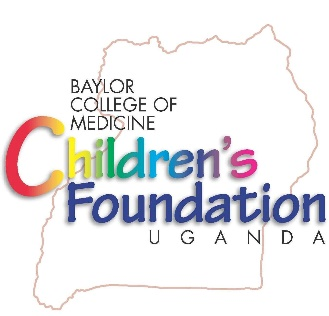 BAYLOR
COLLEGE OF
MEDICINE
Children's
Foundation
UGANDA